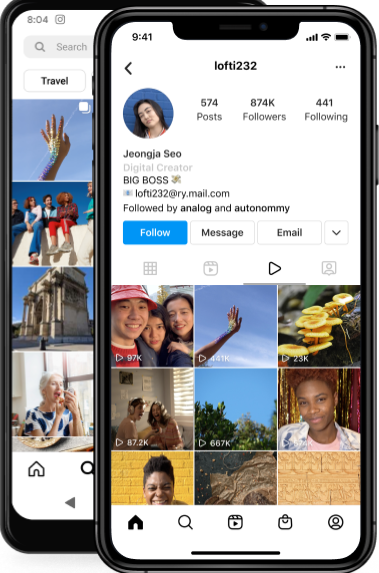 8:04
Search
Travel
9:41
lofti232
574 874K 441
Posts Followers Following
Jeongja Seo
Digital Creator
BIG BOSS
lofti232@ry.mail.com
Followed by analog and autonommy
Follow Message Email
97K 441K 23K
87.2K 667K